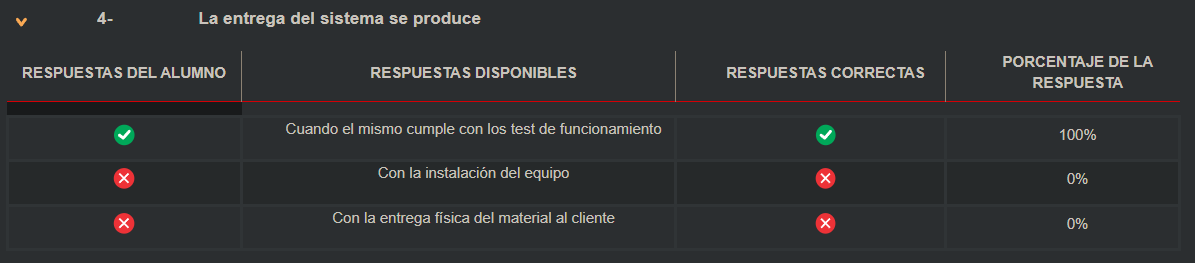 4- La entrega del sistema se produce
RESPUESTAS DEL ALUMNO RESPUESTAS DISPONIBLES RESPUESTAS CORRECTAS PORCENTAJE DE LA RESPUESTA
Cuando el mismo cumple con los test de funcionamiento 100%
Con la instalación del equipo 0%
Con la entrega física del material al cliente 0%